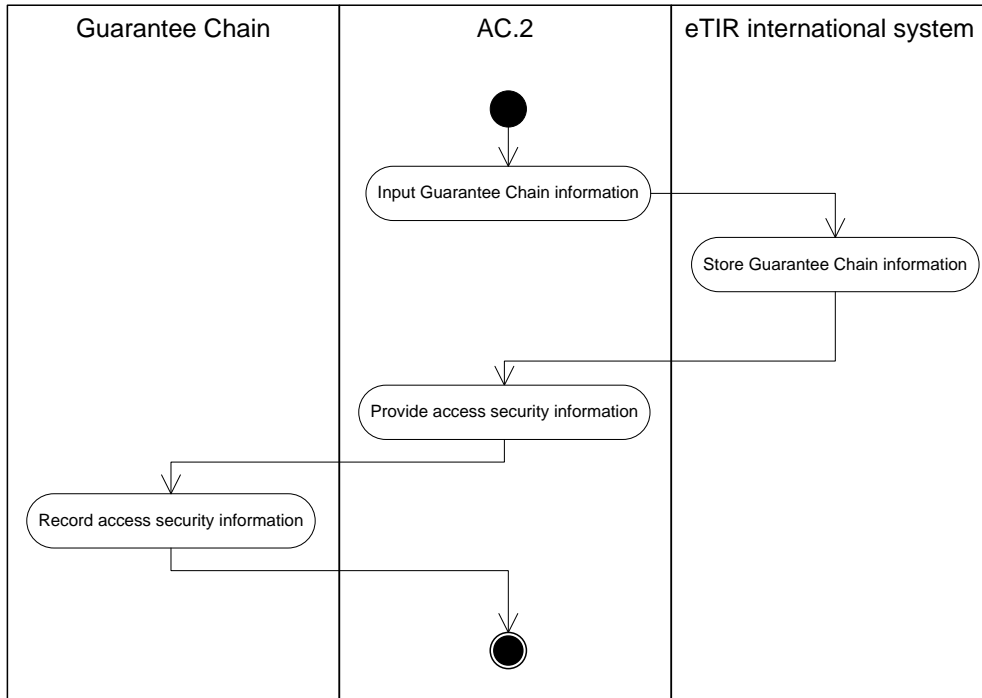 Guarantee Chain
AC.2
eTIR international system
Input Guarantee Chain information
Store Guarantee Chain information
Provide access security information
Record access security information